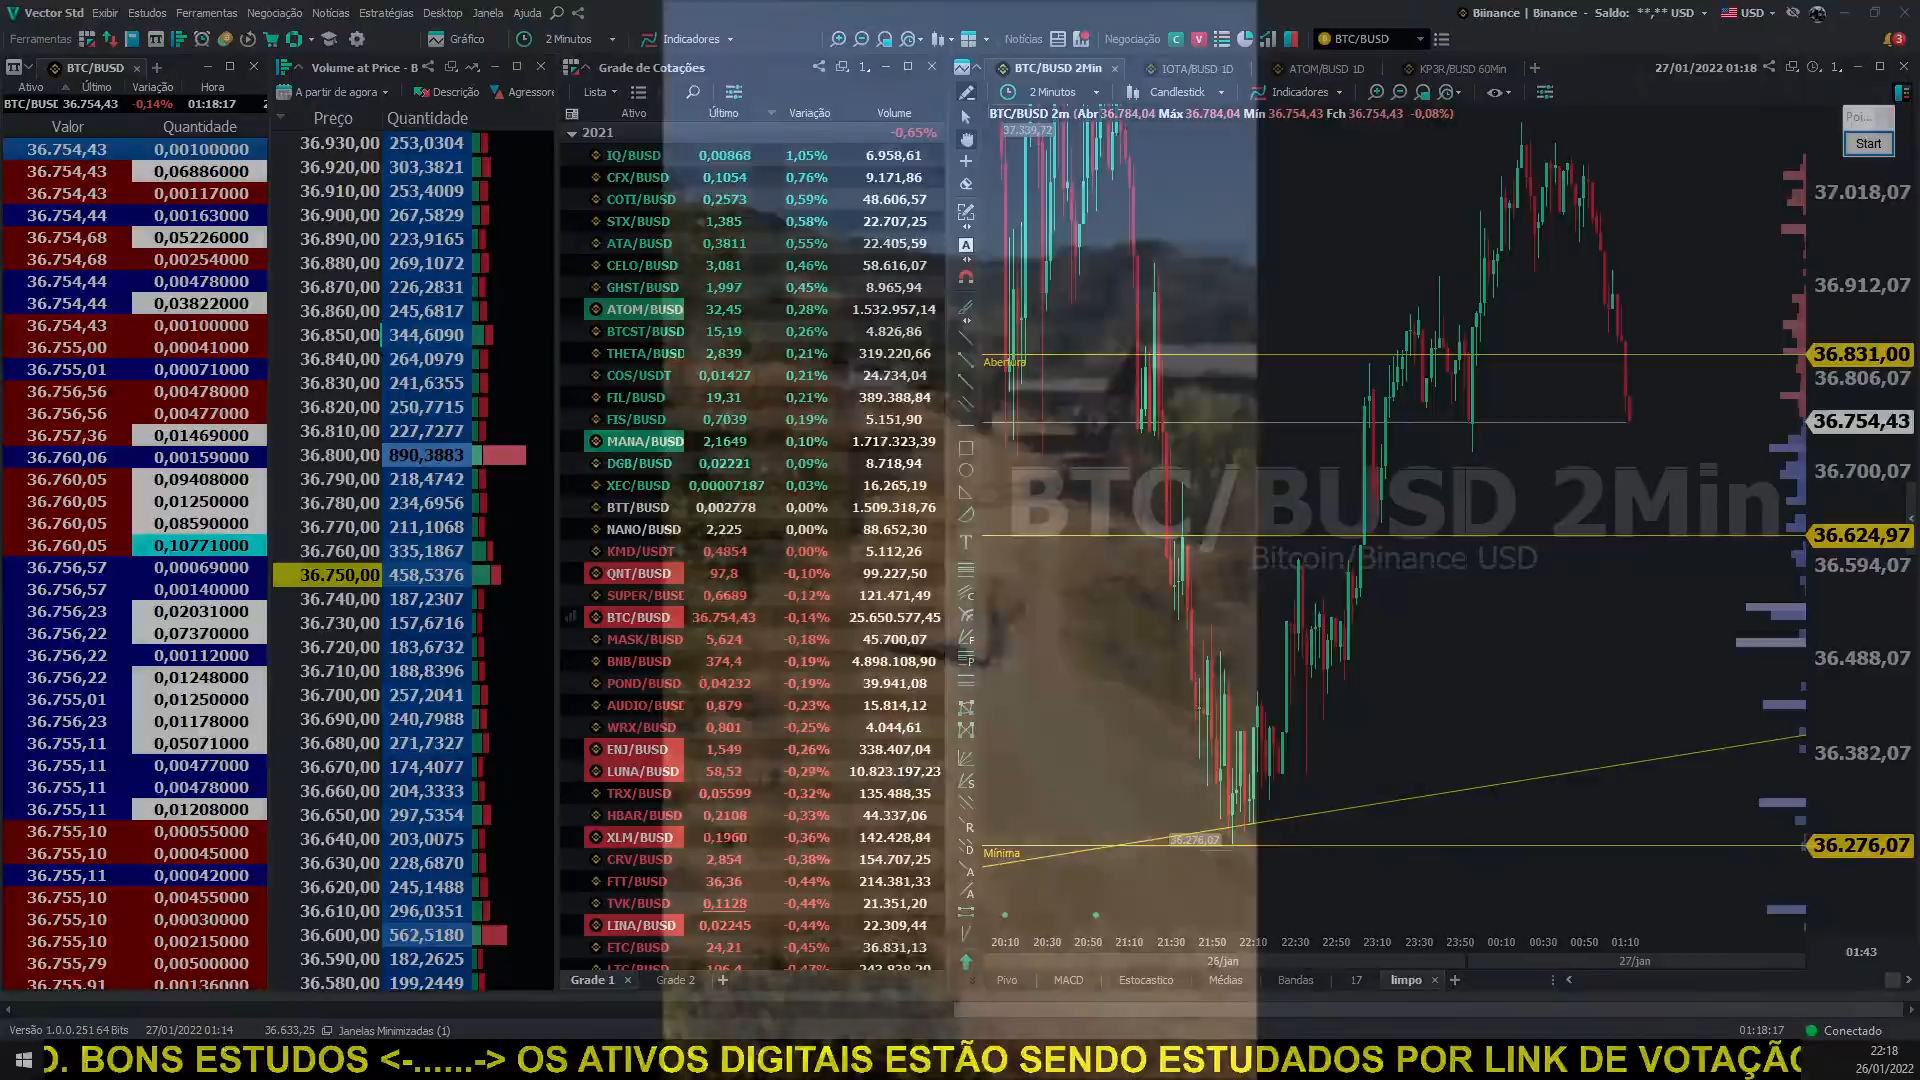 Vector Std Exibir Estudos Ferramentas Negociação Notícias Estratégias Desktop Janela Ajuda
Biinance | Binance - Saldo: **,** USD USD
Ferramentas Gráfico 2 Minutos Indicadores Notícias Negociação BTC/BUSD 3
BTC/BUSD
Ativo Último Variação Hora
BTC/BUSI 36.754,43 -0,14% 01:18:17
Valor Quantidade
36.754,43 0,00100000
36.754,43 0,06886000
36.754,43 0,00117000
36.754,44 0,00163000
36.754,68 0,05226000
36.754,68 0,00254000
36.754,44 0,00478000
36.754,44 0,03822000
36.754,43 0,00100000
36.755,00 0,00041000
36.755,01 0,00071000
36.756,56 0,00478000
36.756,56 0,00477000
36.757,36 0,01469000
36.760,06 0,00159000
36.760,05 0,09408000
36.760,05 0,01250000
36.760,05 0,08590000
36.760,05 0,10771000
36.756,57 0,00069000
36.756,57 0,00140000
36.756,23 0,02031000
36.756,22 0,07370000
36.756,22 0,00112000
36.756,22 0,01248000
36.755,01 0,01250000
36.756,23 0,01178000
36.755,11 0,05071000
36.755,11 0,00477000
36.755,11 0,00478000
36.755,11 0,01208000
36.755,10 0,00055000
36.755,10 0,00045000
36.755,11 0,00042000
36.755,10 0,00455000
36.755,10 0,00030000
36.755,10 0,00215000
36.755,79 0,00500000
36.755,91 0,00136000
Volume at Price - B
A partir de agora Descrição Agressore
Preço Quantidade
36.930,00 253,0304
36.920,00 303,3821
36.910,00 253,4009
36.900,00 267,5829
36.890,00 223,9165
36.880,00 269,1072
36.870,00 226,2831
36.860,00 245,6817
36.850,00 344,6090
36.840,00 264,0979
36.830,00 241,6355
36.820,00 250,7715
36.810,00 227,7277
36.800,00 890,3883
36.790,00 218,4742
36.780,00 234,6956
36.770,00 211,1068
36.760,00 335,1867
36.750,00 458,5376
36.740,00 187,2307
36.730,00 157,6716
36.720,00 183,6732
36.710,00 188,8396
36.700,00 257,2041
36.690,00 240,7988
36.680,00 271,7327
36.670,00 174,4077
36.660,00 204,3333
36.650,00 297,5354
36.640,00 203,0075
36.630,00 228,6870
36.620,00 245,1488
36.610,00 296,0351
36.600,00 562,5180
36.590,00 182,2625
36.580,00 199,2449
Grade de Cotações
Lista
Ativo Último Variação Volume
2021 -0,65%
IQ/BUSD 0,00868 1,05% 6.958,61
CFX/BUSD 0,1054 0,76% 9.171,86
COTI/BUSD 0,2573 0,59% 48.606,57
STX/BUSD 1,385 0,58% 22.707,25
ATA/BUSD 0,3811 0,55% 22.405,59
CELO/BUSD 3,081 0,46% 58.616,07
GHST/BUSD 1,997 0,45% 8.965,94
ATOM/BUSD 32,45 0,28% 1.532.957,14
BTCST/BUSD 15,19 0,26% 4.826,86
THETA/BUSD 2,839 0,21% 319.220,66
COS/USDT 0,01427 0,21% 24.734,04
FIL/BUSD 19,31 0,21% 389.388,84
FIS/BUSD 0,7039 0,19% 5.151,90
MANA/BUSD 2,1649 0,10% 1.717.323,39
DGB/BUSD 0,02221 0,09% 8.718,94
XEC/BUSD 0,00007187 0,03% 16.265,19
BTT/BUSD 0,002778 0,00% 1.509.318,76
NANO/BUSD 2,225 0,00% 88.652,30
KMD/USDT 0,4854 0,00% 5.112,26
QNT/BUSD 97,8 -0,10% 99.227,50
SUPER/BUSD 0,6689 -0,12% 121.471,49
BTC/BUSD 36.754,43 -0,14% 25.650.577,45
MASK/BUSD 5,624 -0,18% 45.700,07
BNB/BUSD 374,4 -0,19% 4.898.108,90
POND/BUSD 0,04232 -0,19% 39.941,08
AUDIO/BUSD 0,879 -0,23% 15.814,12
WRX/BUSD 0,801 -0,25% 4.044,61
ENJ/BUSD 1,549 -0,26% 338.407,04
LUNA/BUSD 58,52 -0,29% 10.823.197,23
TRX/BUSD 0,05599 -0,32% 135.488,35
HBAR/BUSD 0,2108 -0,33% 44.337,06
XLM/BUSD 0,1960 -0,36% 142.428,84
CRV/BUSD 2,854 -0,38% 154.707,25
FTT/BUSD 36,36 -0,44% 214.381,33
TVK/BUSD 0,1128 -0,44% 21.351,20
LINA/BUSD 0,02245 -0,44% 22.309,44
ETC/BUSD 24,21 -0,45% 36.831,13
Grade 1 Grade 2
BTC/BUSD 2Min IOTA/BUSD 1D ATOM/BUSD 1D KP3R/BUSD 60Min 27/01/2022 01:18
2 Minutos Candlestick Indicadores
BTC/BUSD 2m (Abr 36.784,04 Máx 36.784,04 Min 36.754,43 Fch 36.754,43 -0,08%)
37.339,72
Poi...
Start
37.018,07
36.912,07
Abertura
36.831,00
36.806,07
36.754,43
36.700,07
BTC/BUSD 2Min
Bitcoin/Binance USD
36.624,97
36.594,07
36.488,07
36.382,07
36.276,07
Mínima
36.276,07
20:10 20:30 20:50 21:10 21:30 21:50 22:10 22:30 22:50 23:10 23:30 23:50 00:10 00:30 00:50 01:10 01:43
26/jan 27/jan
Pivo MACD Estocastico Médias Bandas 17 limpo
Versão 1.0.0.251 64 Bits 27/01/2022 01:14 36.633,25 Janelas Minimizadas (1) 01:18:17 Conectado
O. BONS ESTUDOS <-......-> OS ATIVOS DIGITAIS ESTÃO SENDO ESTUDADOS POR LINK DE VOTAÇÃO
22:18
26/01/2022